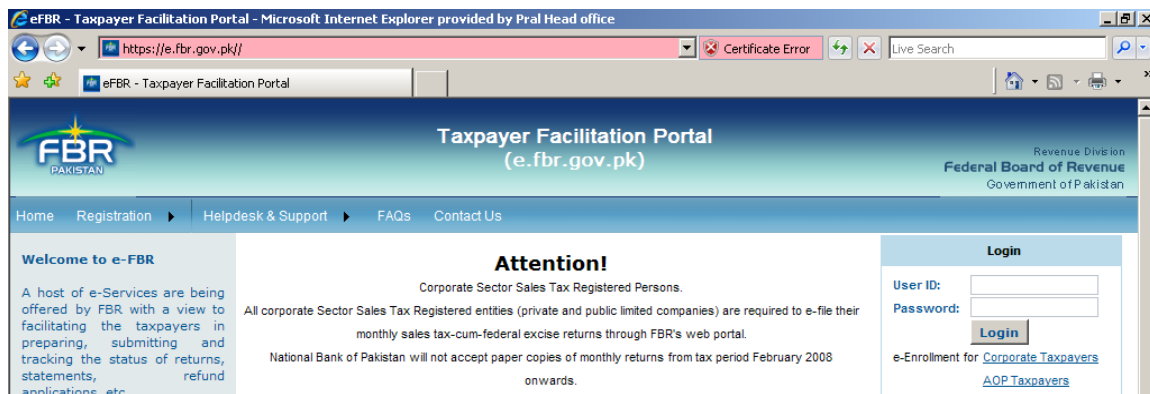 eFBR - Taxpayer Facilitation Portal - Microsoft Internet Explorer provided by Pral Head office
https://e.fbr.gov.pk//
Certificate Error
Live Search
eFBR - Taxpayer Facilitation Portal
FBR
PAKISTAN
Taxpayer Facilitation Portal
(e.fbr.gov.pk)
Revenue Division
Federal Board of Revenue
Government of Pakistan
Home Registration Helpdesk & Support FAQs Contact Us
Welcome to e-FBR
A host of e-Services are being
offered by FBR with a view to
facilitating the taxpayers in
preparing, submitting and
tracking the status of returns,
statements, refund
applications, etc
Attention!
Corporate Sector Sales Tax Registered Persons.
All corporate Sector Sales Tax Registered entities (private and public limited companies) are required to e-file their
monthly sales tax-cum-federal excise returns through FBR's web portal.
National Bank of Pakistan will not accept paper copies of monthly returns from tax period February 2008
onwards.
Login
User ID:
Password:
Login
e-Enrollment for Corporate Taxpayers
AOP Taxpayers